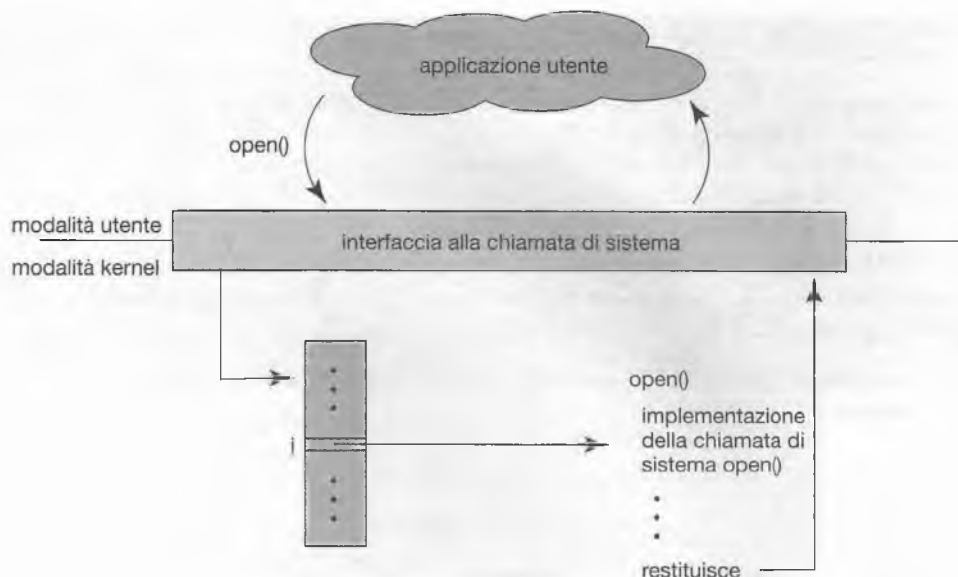 applicazione utente
open()
modalità utente
interfaccia alla chiamata di sistema
modalità kernel
open()
implementazione
della chiamata di
sistema open()
i
restituisce